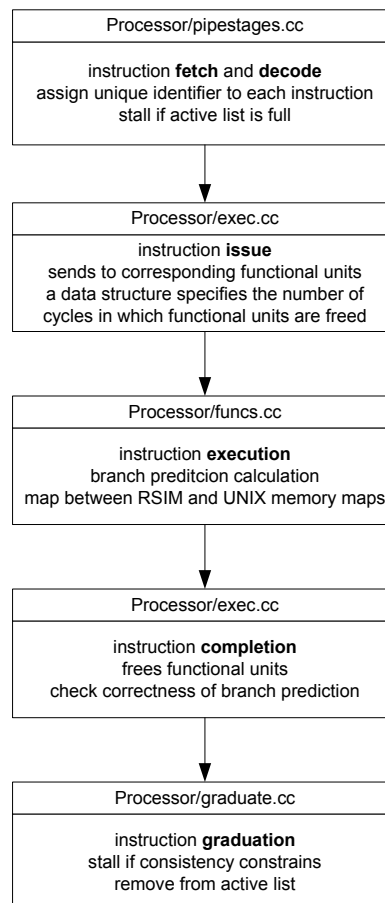 Processor/pipestages.cc
instruction fetch and decode
assign unique identifier to each instruction
stall if active list is full
Processor/exec.cc
instruction issue
sends to corresponding functional units
a data structure specifies the number of
cycles in which functional units are freed
Processor/funcs.cc
instruction execution
branch preditcion calculation
map between RSIM and UNIX memory maps
Processor/exec.cc
instruction completion
frees functional units
check correctness of branch prediction
Processor/graduate.cc
instruction graduation
stall if consistency constrains
remove from active list